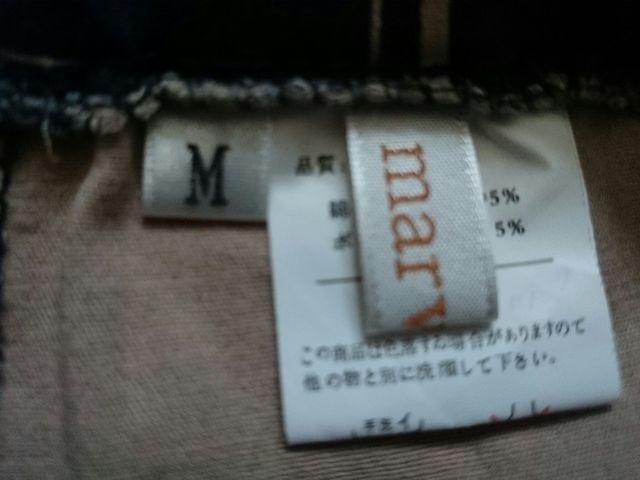 M
mar
品質
5%
5%
この商品は色落する場合がありますので
他の物と別に洗濯して下さい。